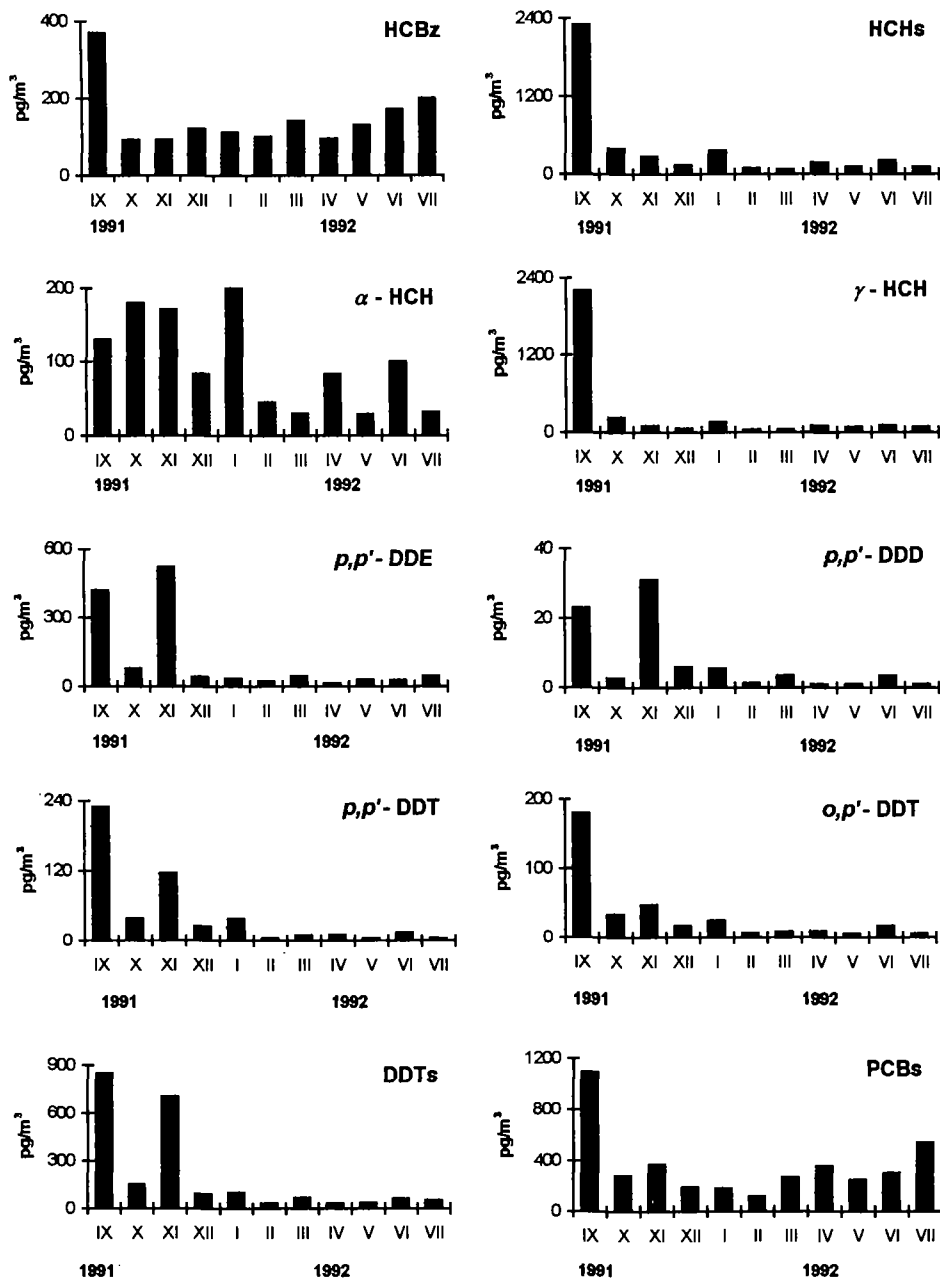 HCBz
pg/m³
400
200
0
IX X XI XII I II III IV V VI VII
1991 1992
HCHs
pg/m³
2400
1200
0
IX X XI XII I II III IV V VI VII
1991 1992
α - HCH
pg/m³
200
100
0
IX X XI XII I II III IV V VI VII
1991 1992
γ - HCH
pg/m³
2400
1200
0
IX X XI XII I II III IV V VI VII
1991 1992
p,p' - DDE
pg/m³
600
300
0
IX X XI XII I II III IV V VI VII
1991 1992
p,p' - DDD
pg/m³
40
20
0
IX X XI XII I II III IV V VI VII
1991 1992
p,p' - DDT
pg/m³
240
120
0
IX X XI XII I II III IV V VI VII
1991 1992
o,p' - DDT
pg/m³
200
100
0
IX X XI XII I II III IV V VI VII
1991 1992
DDTs
pg/m³
900
600
300
0
IX X XI XII I II III IV V VI VII
1991 1992
PCBs
pg/m³
1200
800
400
0
IX X XI XII I II III IV V VI VII
1991 1992